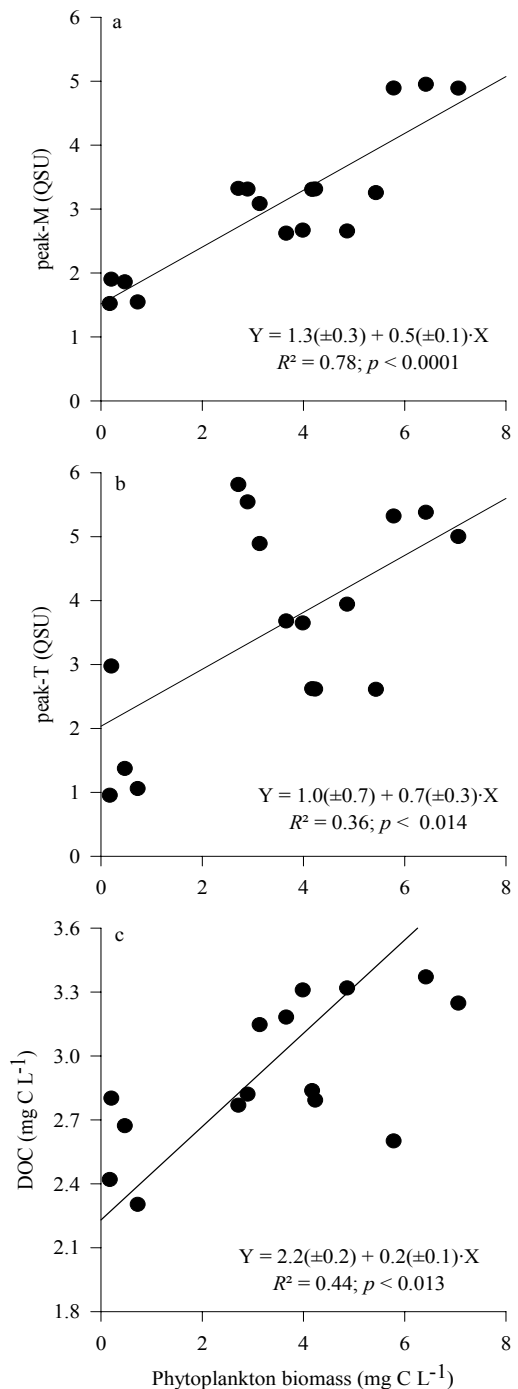 6
a
5
4
3
2
1
0
peak-M (QSU)
Y = 1.3(±0.3) + 0.5(±0.1)·X
R² = 0.78; p < 0.0001
0 2 4 6 8
6
b
5
4
3
2
1
0
peak-T (QSU)
Y = 1.0(±0.7) + 0.7(±0.3)·X
R² = 0.36; p < 0.014
0 2 4 6 8
3.6
c
3.3
3.0
2.7
2.4
2.1
1.8
DOC (mg C L⁻¹)
Y = 2.2(±0.2) + 0.2(±0.1)·X
R² = 0.44; p < 0.013
0 2 4 6 8
Phytoplankton biomass (mg C L⁻¹)